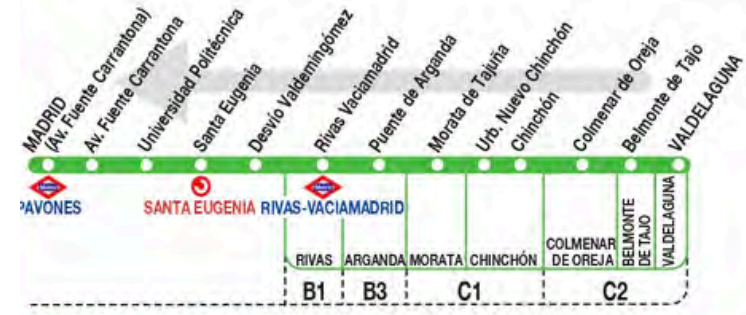 MADRID
(Av. Fuente Carrantona)
Av. Fuente Carrantona
Universidad Politécnica
Santa Eugenia
Desvío Valdemingómez
Rivas Vaciamadrid
Puente de Arganda
Morata de Tajuña
Urb. Nuevo Chinchón
Chinchón
Colmenar de Oreja
Belmonte de Tajo
VALDELAGUNA
PAVONES
SANTA EUGENIA
RIVAS-VACIAMADRID
RIVAS
ARGANDA
MORATA
CHINCHÓN
COLMENAR
DE OREJA
BELMONTE
DE TAJO
VALDELAGUNA
B1
B3
C1
C2